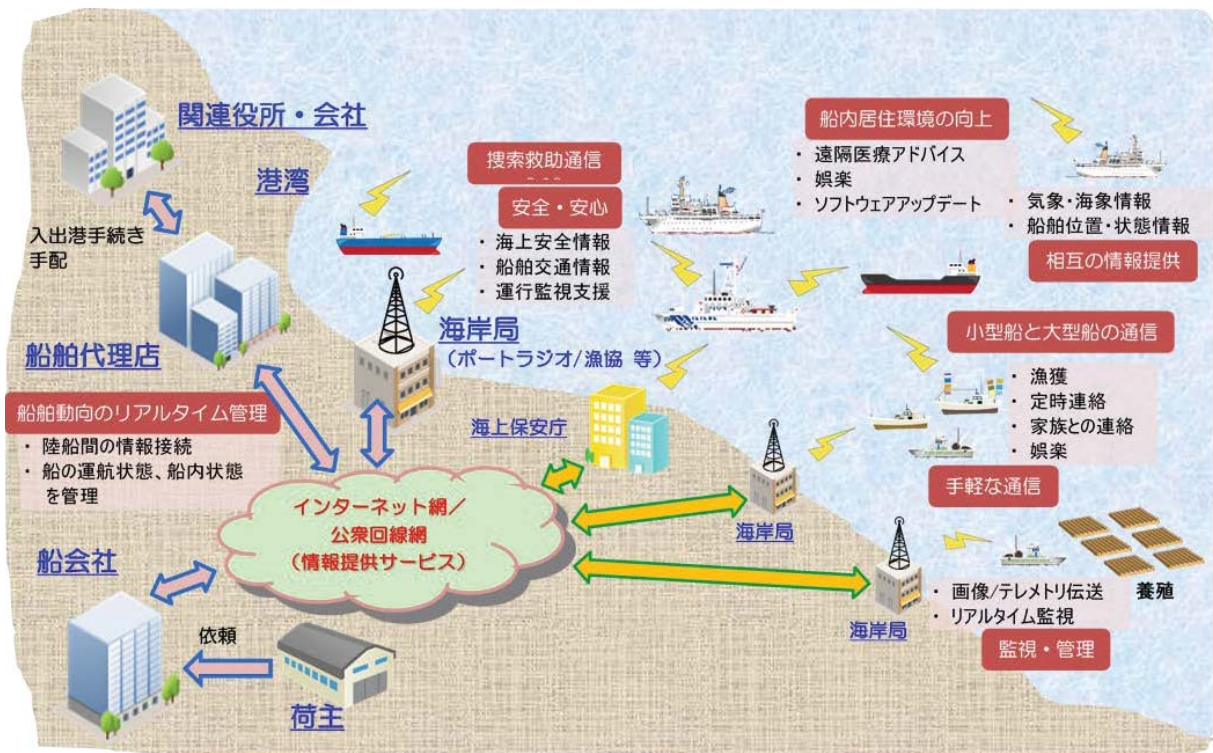 関連役所・会社
港湾
入出港手続き
手配
船舶代理店
捜索救助通信
安全・安心
・ 海上安全情報
・ 船舶交通情報
・ 運行監視支援
船内居住環境の向上
・ 遠隔医療アドバイス
・ 娯楽
・ ソフトウェアアップデート
・ 気象・海象情報
・ 船舶位置・状態情報
相互の情報提供
海岸局
(ポートラジオ/漁協 等)
小型船と大型船の通信
・ 漁獲
・ 定時連絡
・ 家族との連絡
・ 娯楽
手軽な通信
船舶動向のリアルタイム管理
・ 陸船間の情報接続
・ 船の運航状態、船内状態
を管理
海上保安庁
インターネット網/
公衆回線網
(情報提供サービス)
海岸局
船会社
依頼
荷主
海岸局
・ 画像/テレメトリ伝送
・ リアルタイム監視
養殖
監視・管理